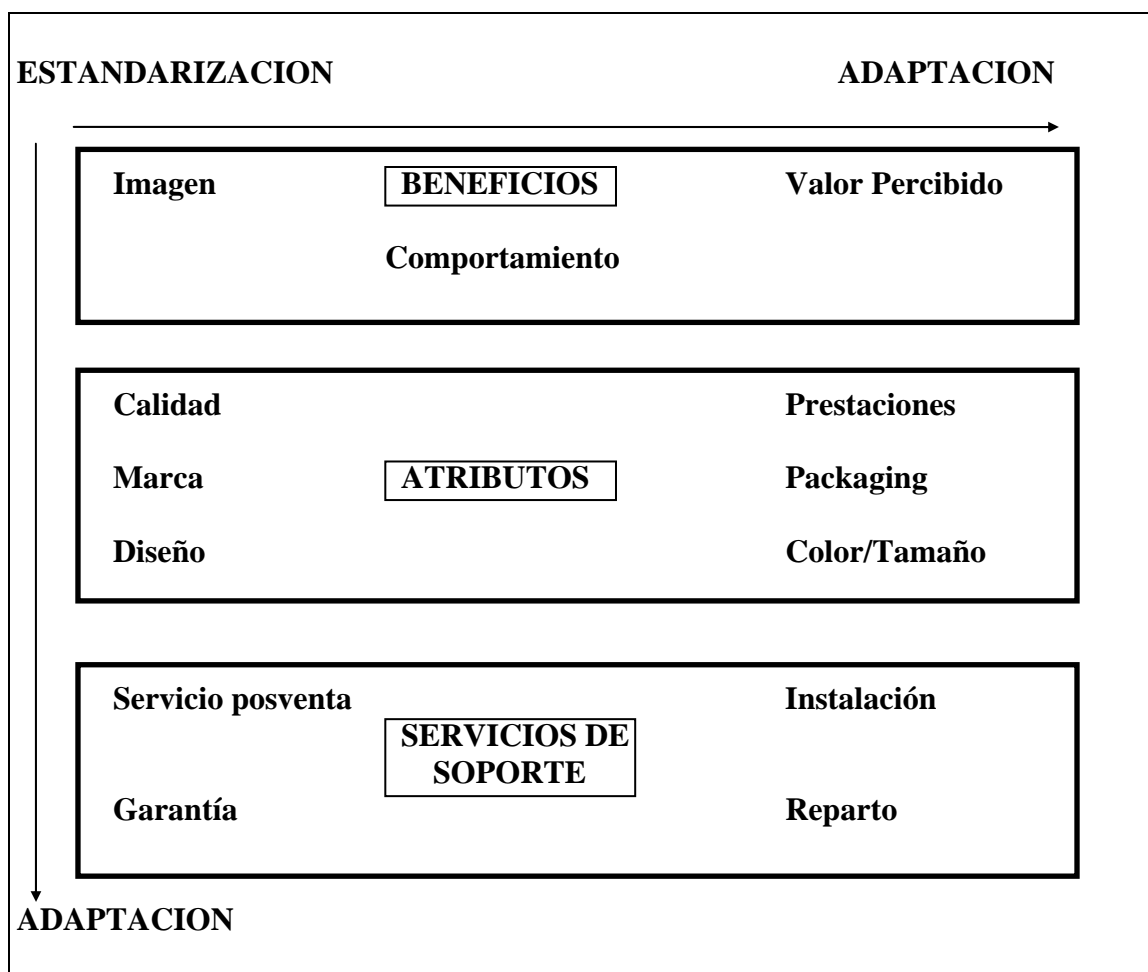 ESTANDARIZACION ADAPTACION
Imagen BENEFICIOS Valor Percibido
Comportamiento
Calidad Prestaciones
Marca ATRIBUTOS Packaging
Diseño Color/Tamaño
Servicio posventa Instalación
SERVICIOS DE
SOPORTE
Garantía Reparto
ADAPTACION